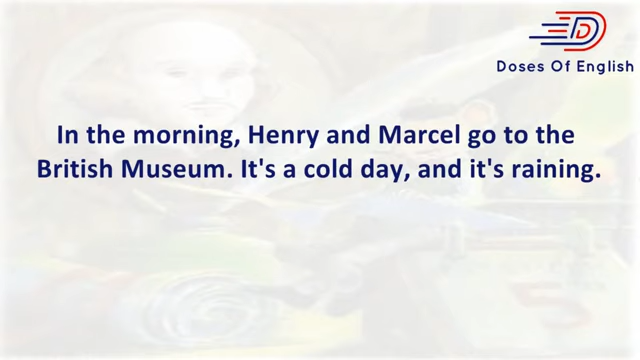 Doses Of English
In the morning, Henry and Marcel go to the
British Museum. It's a cold day, and it's raining.